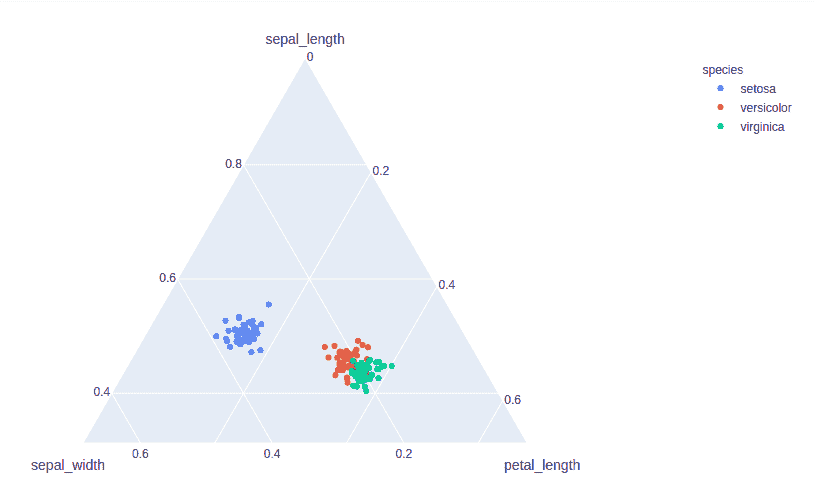 sepal_length
0
species
setosa
versicolor
virginica
0.8
0.2
0.6
0.4
0.4
0.6
0.6
0.4
0.2
sepal_width
petal_length